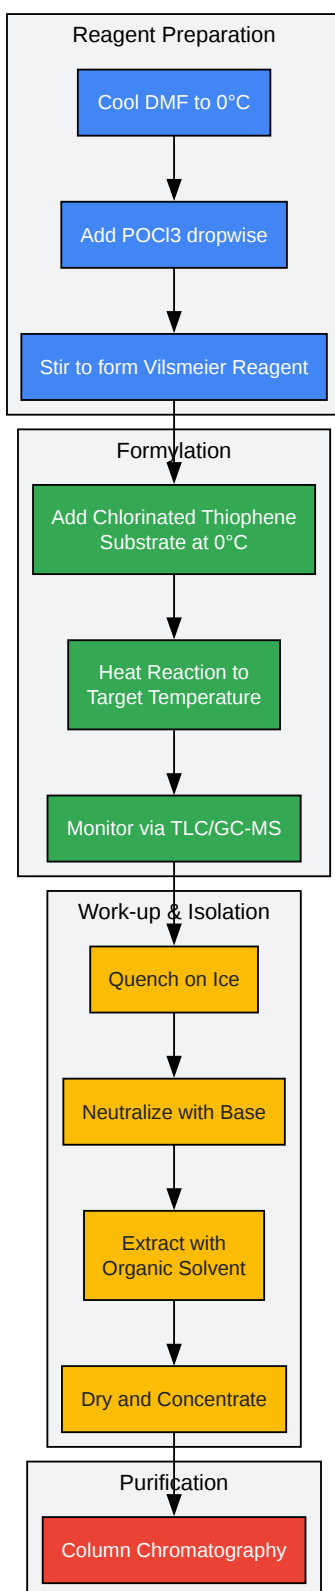 Reagent Preparation
Cool DMF to 0°C
Add POCl3 dropwise
Stir to form Vilsmeier Reagent
Formylation
Add Chlorinated Thiophene
Substrate at 0°C
Heat Reaction to
Target Temperature
Monitor via TLC/GC-MS
Work-up & Isolation
Quench on Ice
Neutralize with Base
Extract with
Organic Solvent
Dry and Concentrate
Purification
Column Chromatography